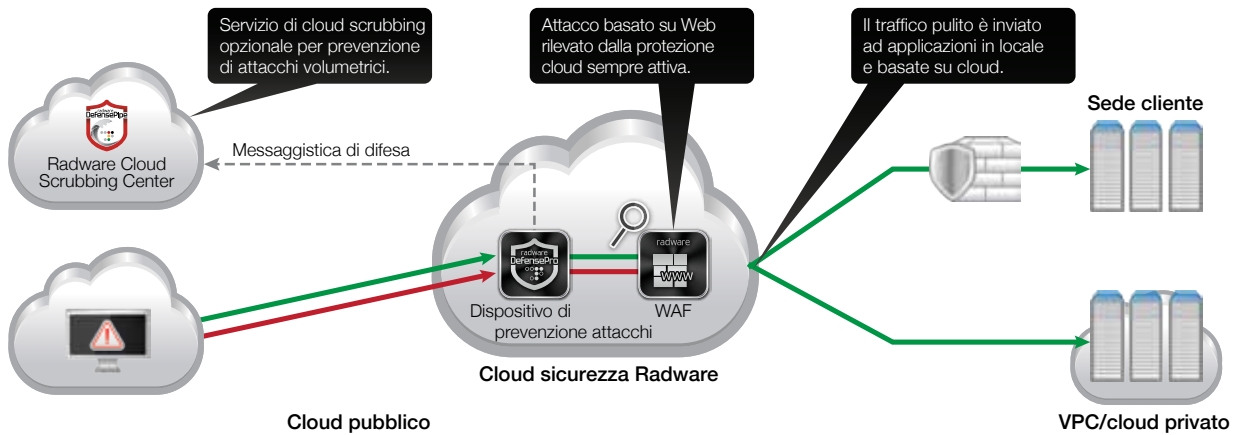 Servizio di cloud scrubbing
opzionale per prevenzione
di attacchi volumetrici.
Attacco basato su Web
rilevato dalla protezione
cloud sempre attiva.
Il traffico pulito è inviato
ad applicazioni in locale
e basate su cloud.
Sede cliente
radware
DefensePipe
Radware Cloud
Scrubbing Center
Messaggistica di difesa
radware
DefensePro
radware
www
Dispositivo di
prevenzione attacchi
WAF
Cloud sicurezza Radware
Cloud pubblico
VPC/cloud privato